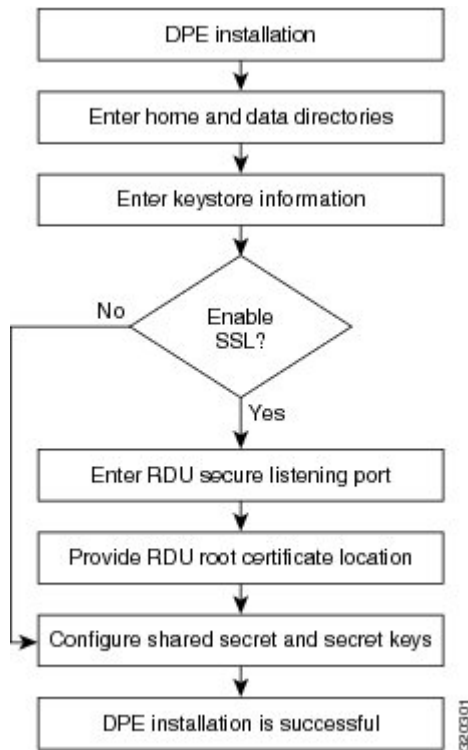 DPE installation
Enter home and data directories
Enter keystore information
No
Enable
SSL?
Yes
Enter RDU secure listening port
Provide RDU root certificate location
Configure shared secret and secret keys
DPE installation is successful
320301